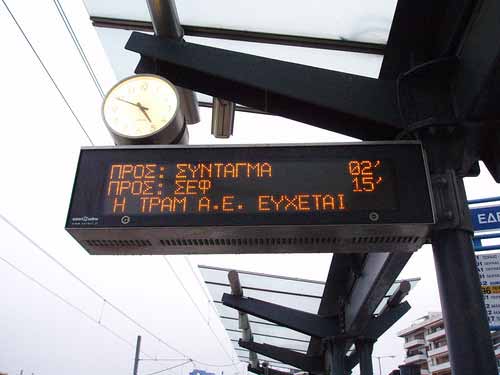 ΠΡΟΣ: ΣΥΝΤΑΓΜΑ 02’
ΠΡΟΣ: ΣΕΦ 15’
Η ΤΡΑΜ Α.Ε. ΕΥΧΕΤΑΙ